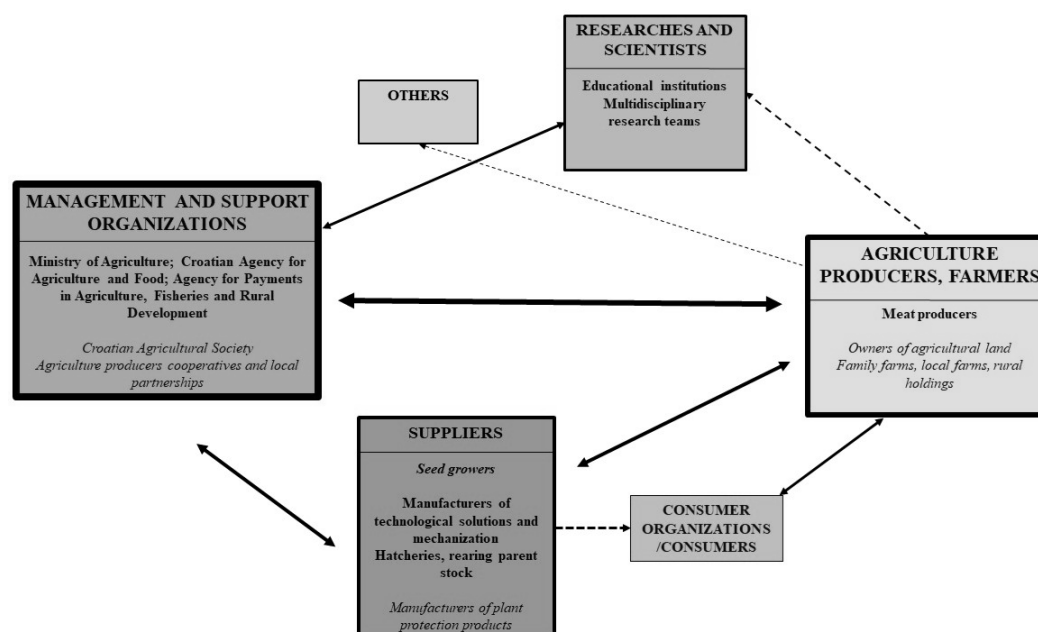 RESEARCHES AND
SCIENTISTS
Educational institutions
Multidisciplinary
research teams
OTHERS
MANAGEMENT AND SUPPORT
ORGANIZATIONS
Ministry of Agriculture; Croatian Agency for
Agriculture and Food; Agency for Payments
in Agriculture, Fisheries and Rural
Development
Croatian Agricultural Society
Agriculture producers cooperatives and local
partnerships
AGRICULTURE
PRODUCERS, FARMERS
Meat producers
Owners of agricultural land
Family farms, local farms, rural
holdings
SUPPLIERS
Seed growers
Manufacturers of
technological solutions and
mechanization
Hatcheries, rearing parent
stock
Manufacturers of plant
protection products
CONSUMER
ORGANIZATIONS
/CONSUMERS